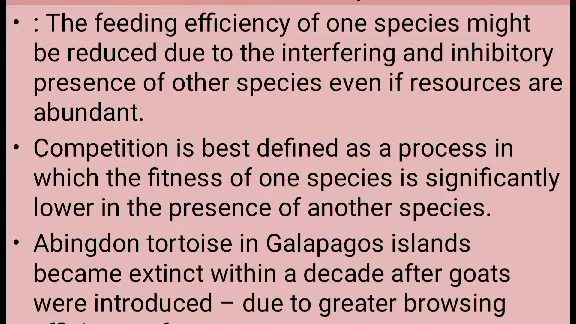 • : The feeding efficiency of one species might
be reduced due to the interfering and inhibitory
presence of other species even if resources are
abundant.
• Competition is best defined as a process in
which the fitness of one species is significantly
lower in the presence of another species.
• Abingdon tortoise in Galapagos islands
became extinct within a decade after goats
were introduced – due to greater browsing